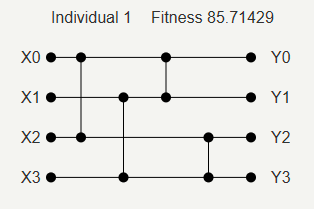 Individual 1 Fitness 85.71429
X0 Y0
X1 Y1
X2 Y2
X3 Y3